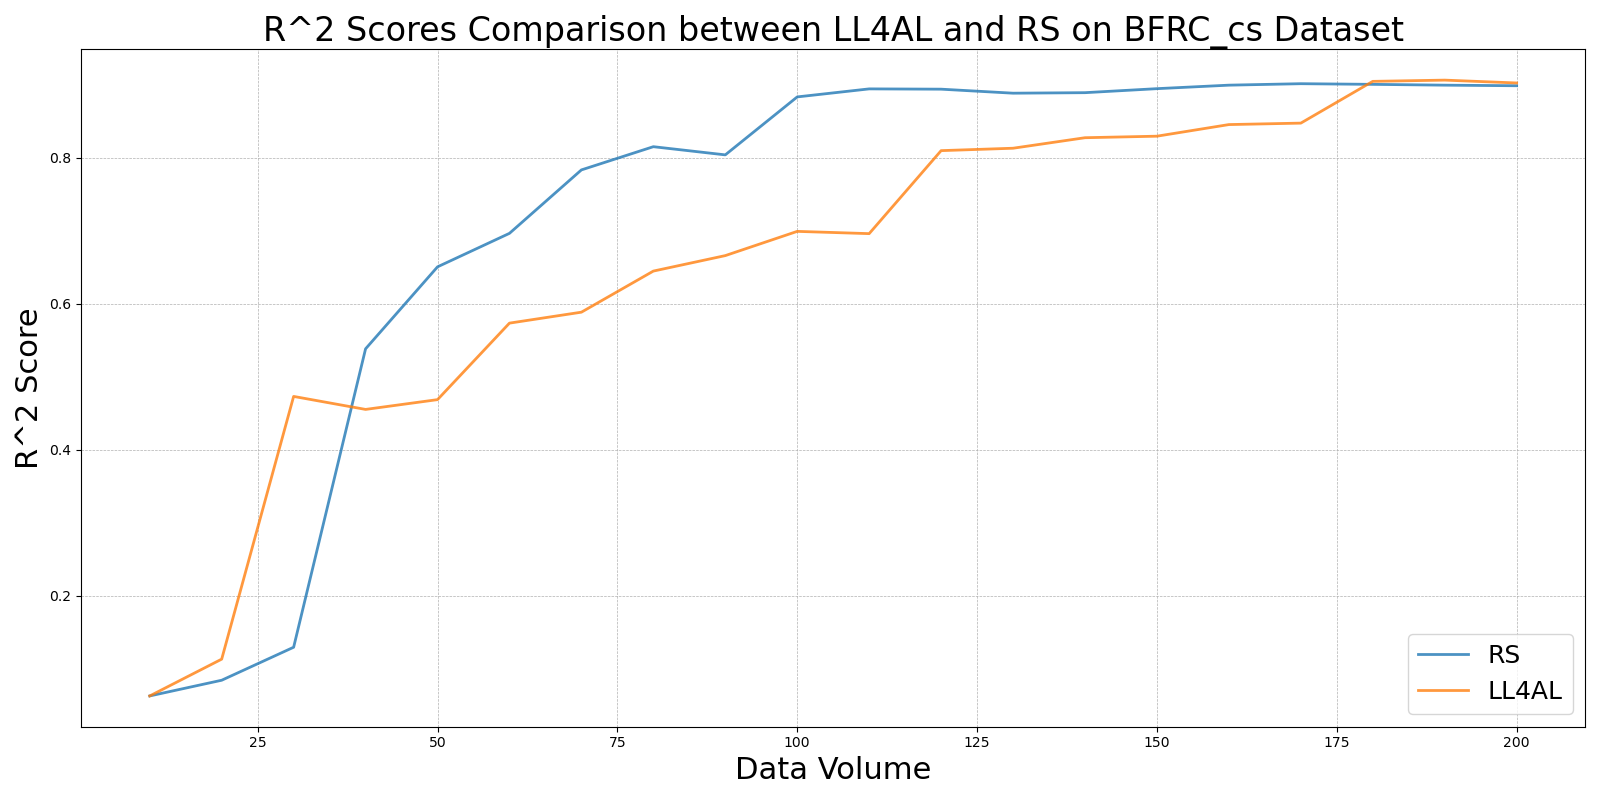 R^2 Scores Comparison between LL4AL and RS on BFRC_cs Dataset
R^2 Score
0.8
0.6
0.4
0.2
25 50 75 100 125 150 175 200
Data Volume
RS
LL4AL